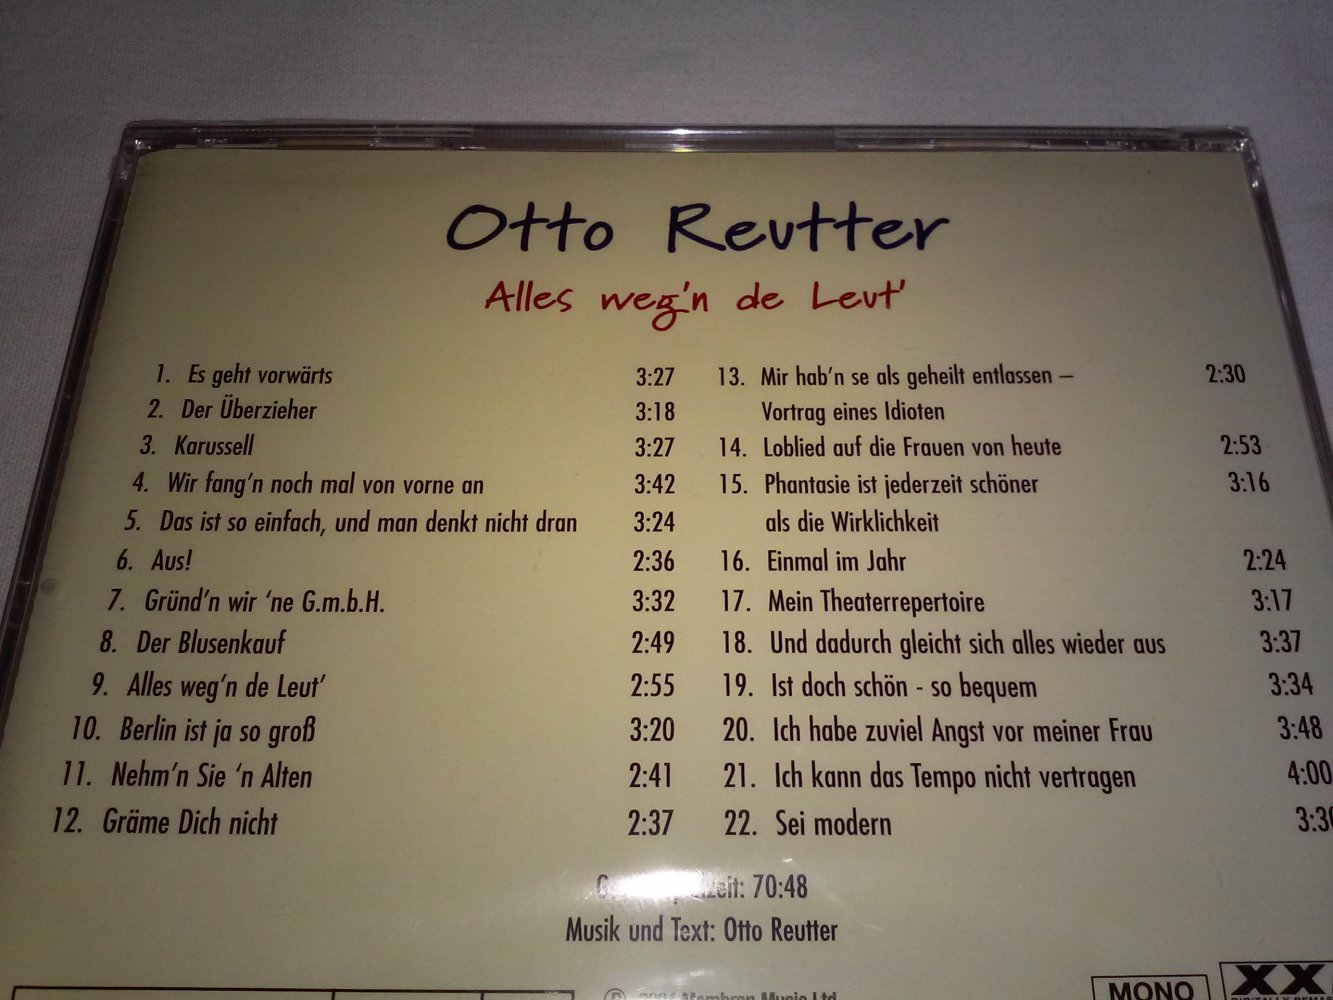 Otto Reutter
Alles weg'n de Leut'
1. Es geht vorwärts 3:27
2. Der Überzieher 3:18
3. Karussell 3:27
4. Wir fang'n noch mal von vorne an 3:42
5. Das ist so einfach, und man denkt nicht dran 3:24
6. Aus! 2:36
7. Gründ'n wir 'ne G.m.b.H. 3:32
8. Der Blusenkauf 2:49
9. Alles weg'n de Leut' 2:55
10. Berlin ist ja so groß 3:20
11. Nehm'n Sie 'n Alten 2:41
12. Gräme Dich nicht 2:37
13. Mir hab'n se als geheilt entlassen – 2:30
Vortrag eines Idioten
14. Loblied auf die Frauen von heute 2:53
15. Phantasie ist jederzeit schöner 3:16
als die Wirklichkeit
16. Einmal im Jahr 2:24
17. Mein Theaterrepertoire 3:17
18. Und dadurch gleicht sich alles wieder aus 3:37
19. Ist doch schön - so bequem 3:34
20. Ich habe zuviel Angst vor meiner Frau 3:48
21. Ich kann das Tempo nicht vertragen 4:00
22. Sei modern
70:48
Musik und Text: Otto Reutter
Membran Music Ltd.
MONO
XX